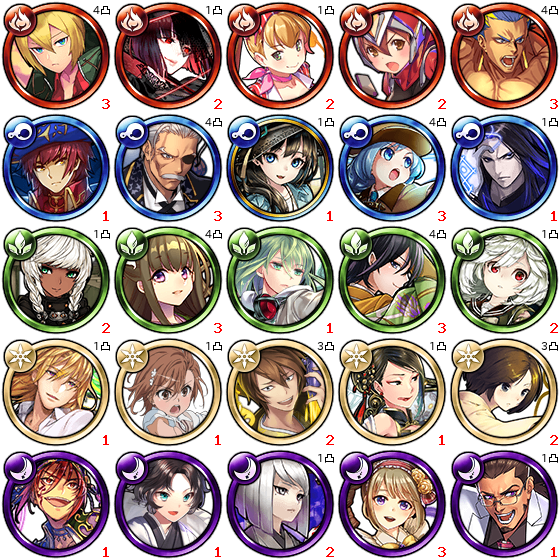 4凸 1凸 1凸 2凸 4凸
3 2 2 2 3
1凸 4凸 4凸 1凸
1 3 1 3 1
1凸 4凸 1凸 4凸 2凸
2 3 1 3 2
1凸 1凸 3凸 1凸 3凸
1 1 2 1 2
1凸 1凸
1 1 2 3 1